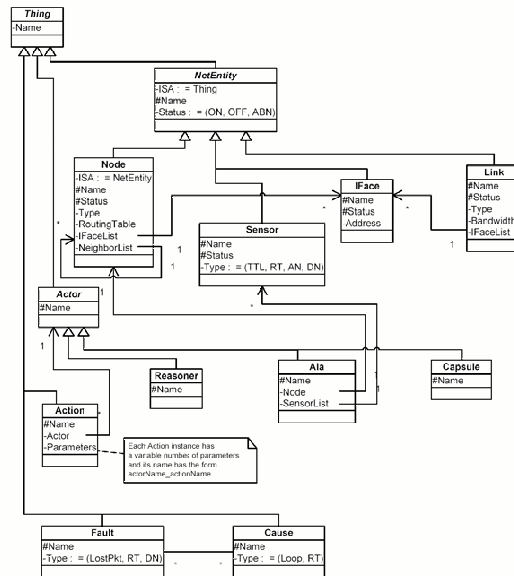 Thing
-Name
NetEntity
-ISA : = Thing
#Name
-Status : = (ON, OFF, ABN)
Node
-ISA : = NetEntity
#Name
#Status
-Type
-RoutingTable
-IFaceList
-NeighborList
IFace
#Name
#Status
-Address
Link
#Name
#Status
-Type
-Bandwidth
-IFaceList
Sensor
#Name
#Status
-Type : = (TTL, RT, AN, DN)
*
*
*
1
1
1
Actor
#Name
1
*
1
Reasoner
#Name
Ala
#Name
-Node
-SensorList
1
1
Capsule
#Name
Action
#Name
-Actor
-Parameters
*
Each Action instance has
a variable number of parameters
and its name has the form
actorName_actionName
Fault
#Name
-Type : = (LostPkt, RT, DN)
*
*
Cause
#Name
-Type : = (Loop, RT)